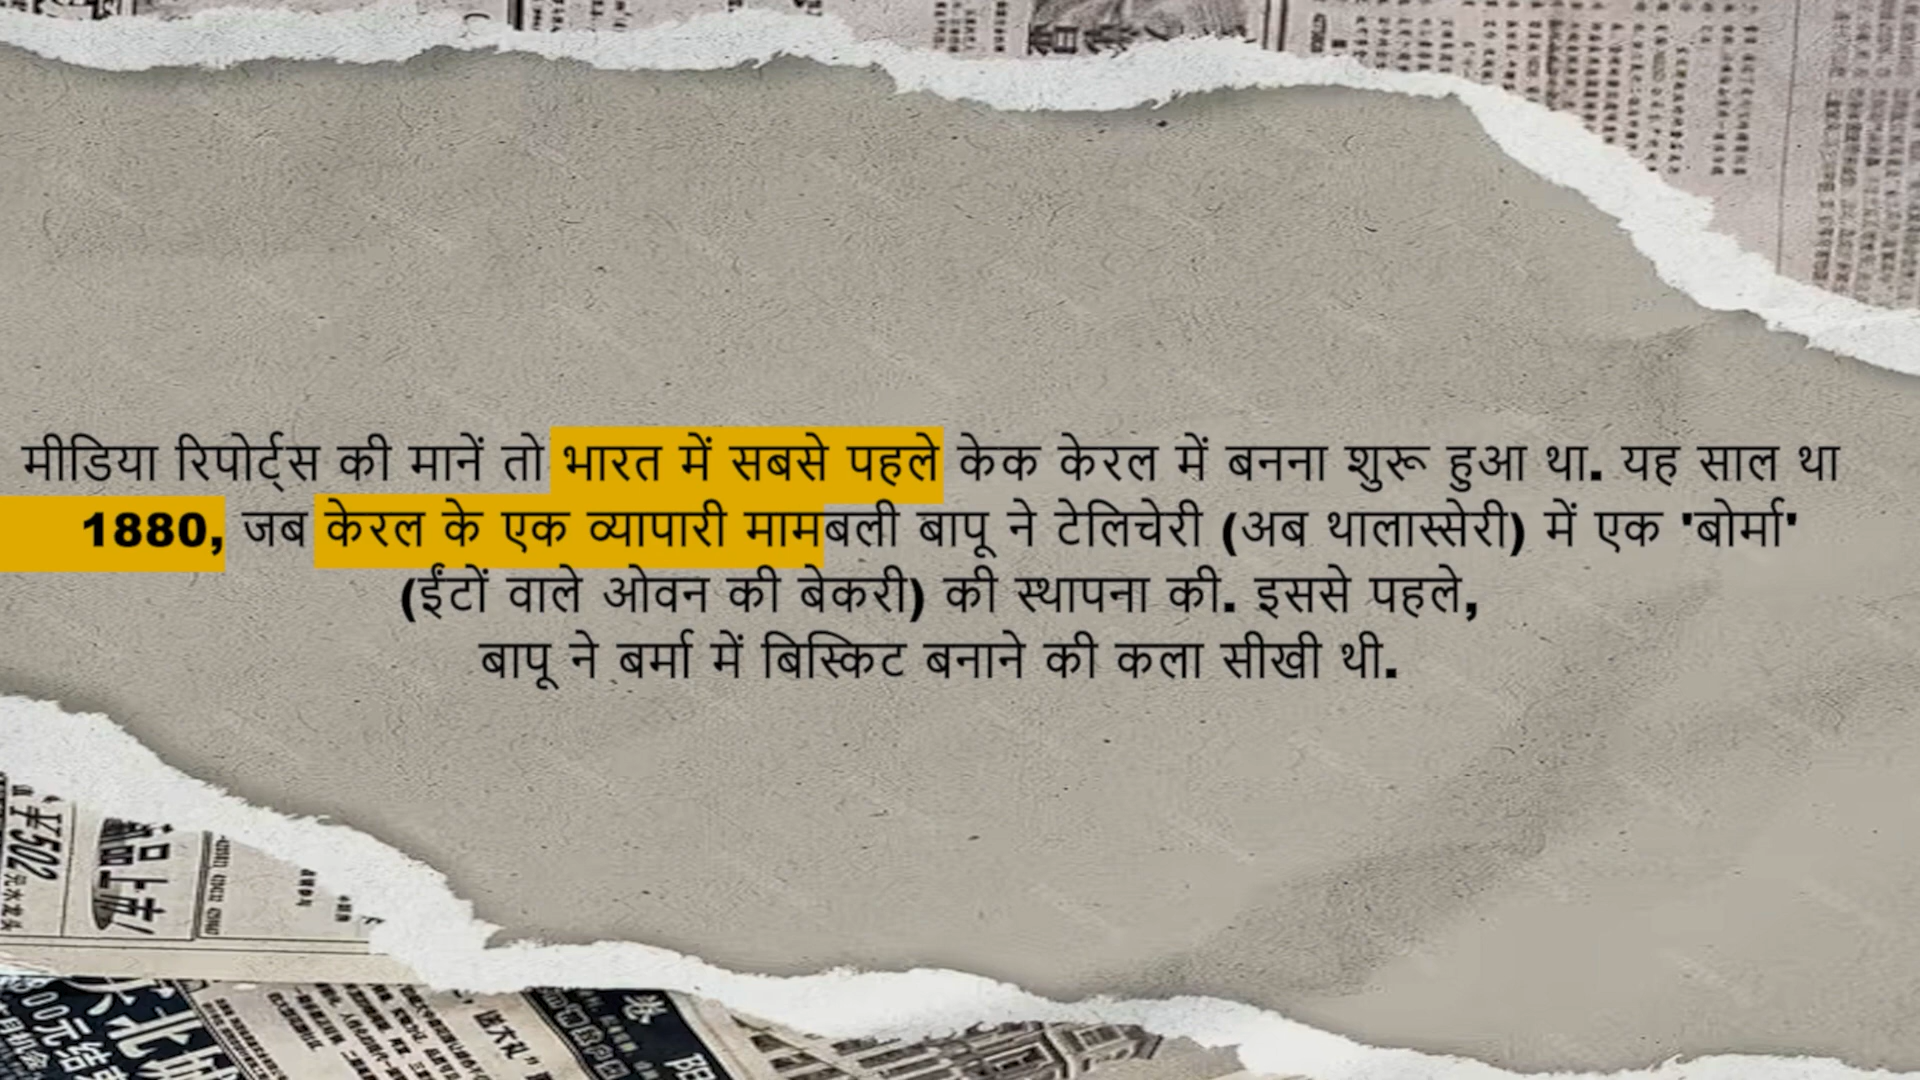 मीडिया रिपोर्ट्स की मानें तो भारत में सबसे पहले केक केरल में बनना शुरू हुआ था. यह साल था
1880, जब केरल के एक व्यापारी मामबली बापू ने टेलिचेरी (अब थालास्सेरी) में एक 'बोर्मा'
(ईंटों वाले ओवन की बेकरी) की स्थापना की. इससे पहले,
बापू ने बर्मा में बिस्किट बनाने की कला सीखी थी.